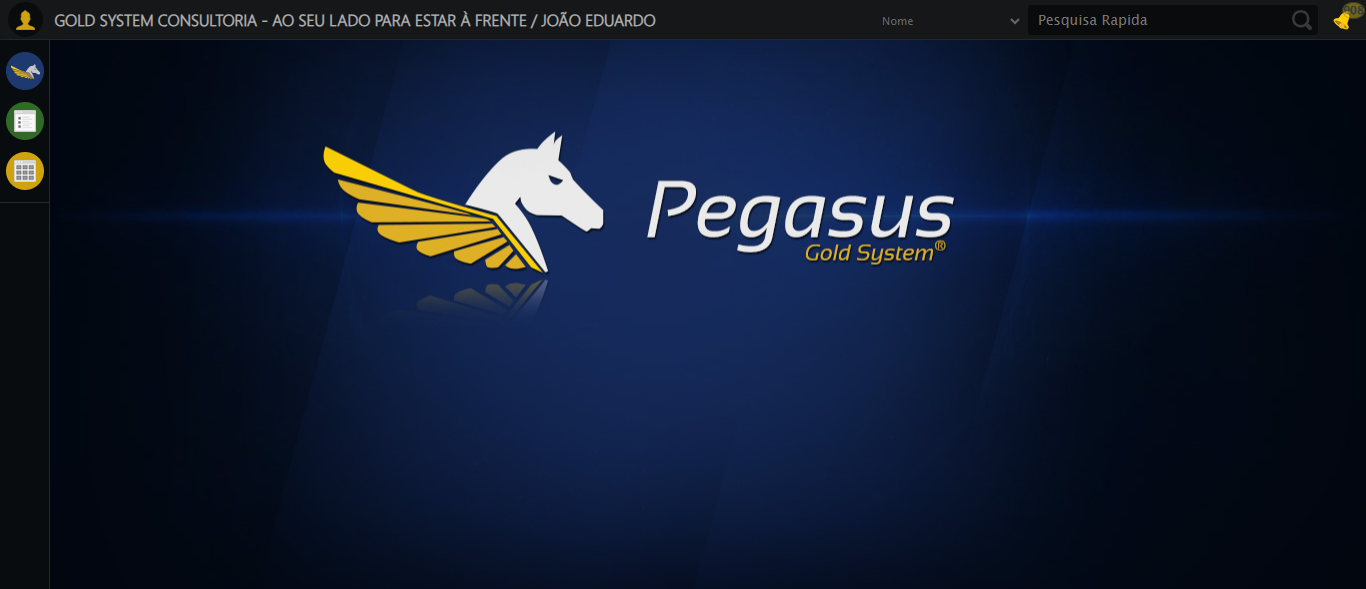 GOLD SYSTEM CONSULTORIA - AO SEU LADO PARA ESTAR À FRENTE / JOÃO EDUARDO
Nome
Pesquisa Rapida
Pegasus
Gold System®